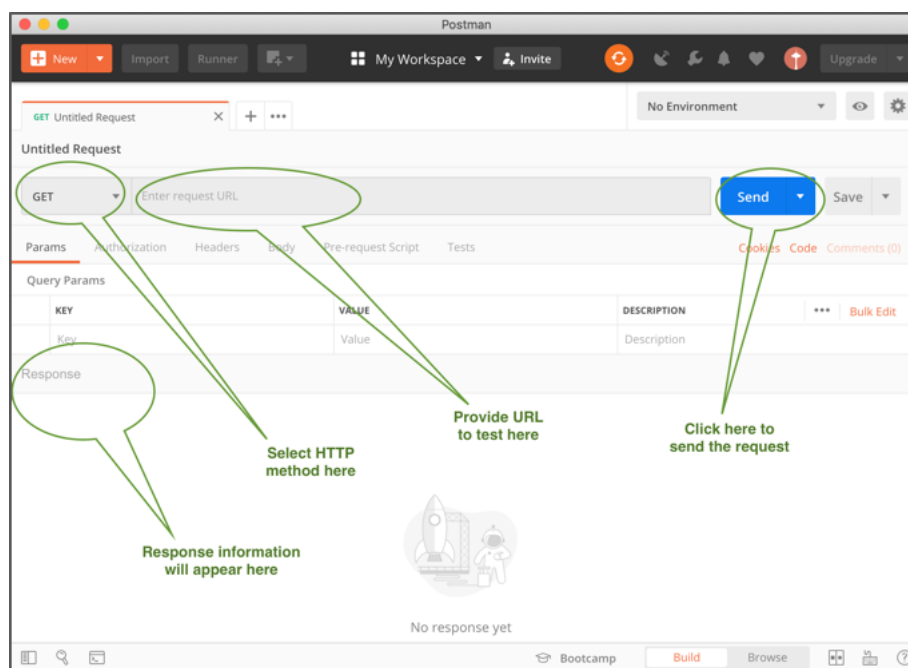 Postman
New Import Runner My Workspace Invite Upgrade
GET Untitled Request
No Environment
Untitled Request
GET Enter request URL Send Save
Params Authorization Headers Body Pre-request Script Tests Cookies Code Comments (0)
Query Params
KEY VALUE DESCRIPTION Bulk Edit
Key Value Description
Response
Provide URL
to test here
Click here to
send the request
Select HTTP
method here
Response information
will appear here
No response yet
Bootcamp Build Browse